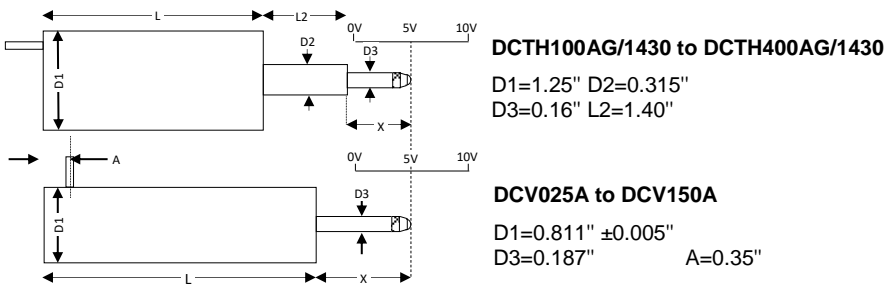 L
L2
0V 5V 10V
D2
D3
D1
X
DCTH100AG/1430 to DCTH400AG/1430
D1=1.25" D2=0.315"
D3=0.16" L2=1.40"
A
0V 5V 10V
D3
D1
L
X
DCV025A to DCV150A
D1=0.811" ±0.005"
D3=0.187" A=0.35"